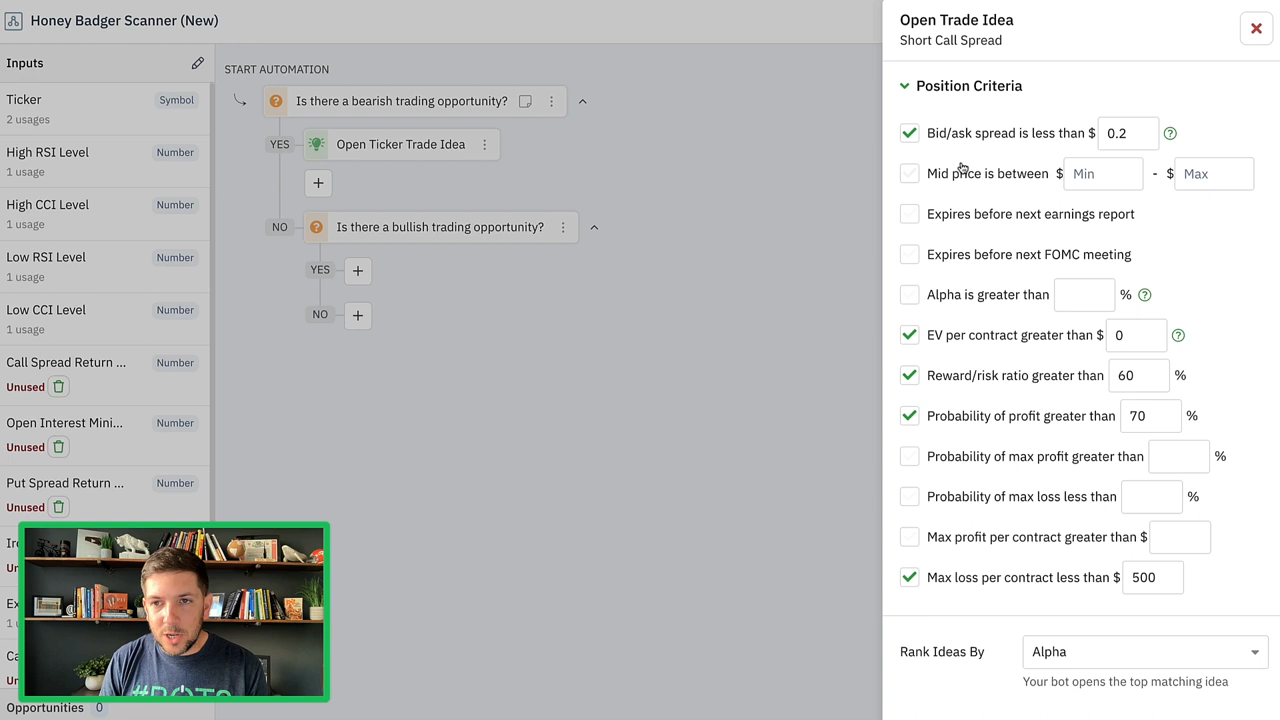 Honey Badger Scanner (New)
Inputs
Ticker
Symbol
2 usages
High RSI Level
Number
1 usage
High CCI Level
Number
1 usage
Low RSI Level
Number
1 usage
Low CCI Level
Number
1 usage
Call Spread Return ...
Number
Unused
Open Interest Mini...
Number
Unused
Put Spread Return ...
Number
Unused
Opportunities 0
START AUTOMATION
Is there a bearish trading opportunity?
YES
Open Ticker Trade Idea
NO
Is there a bullish trading opportunity?
YES
NO
Open Trade Idea
Short Call Spread
Position Criteria
Bid/ask spread is less than $ 0.2
Mid price is between $ Min - $ Max
Expires before next earnings report
Expires before next FOMC meeting
Alpha is greater than %
EV per contract greater than $ 0
Reward/risk ratio greater than 60 %
Probability of profit greater than 70 %
Probability of max profit greater than %
Probability of max loss less than %
Max profit per contract greater than $
Max loss per contract less than $ 500
Rank Ideas By
Alpha
Your bot opens the top matching idea